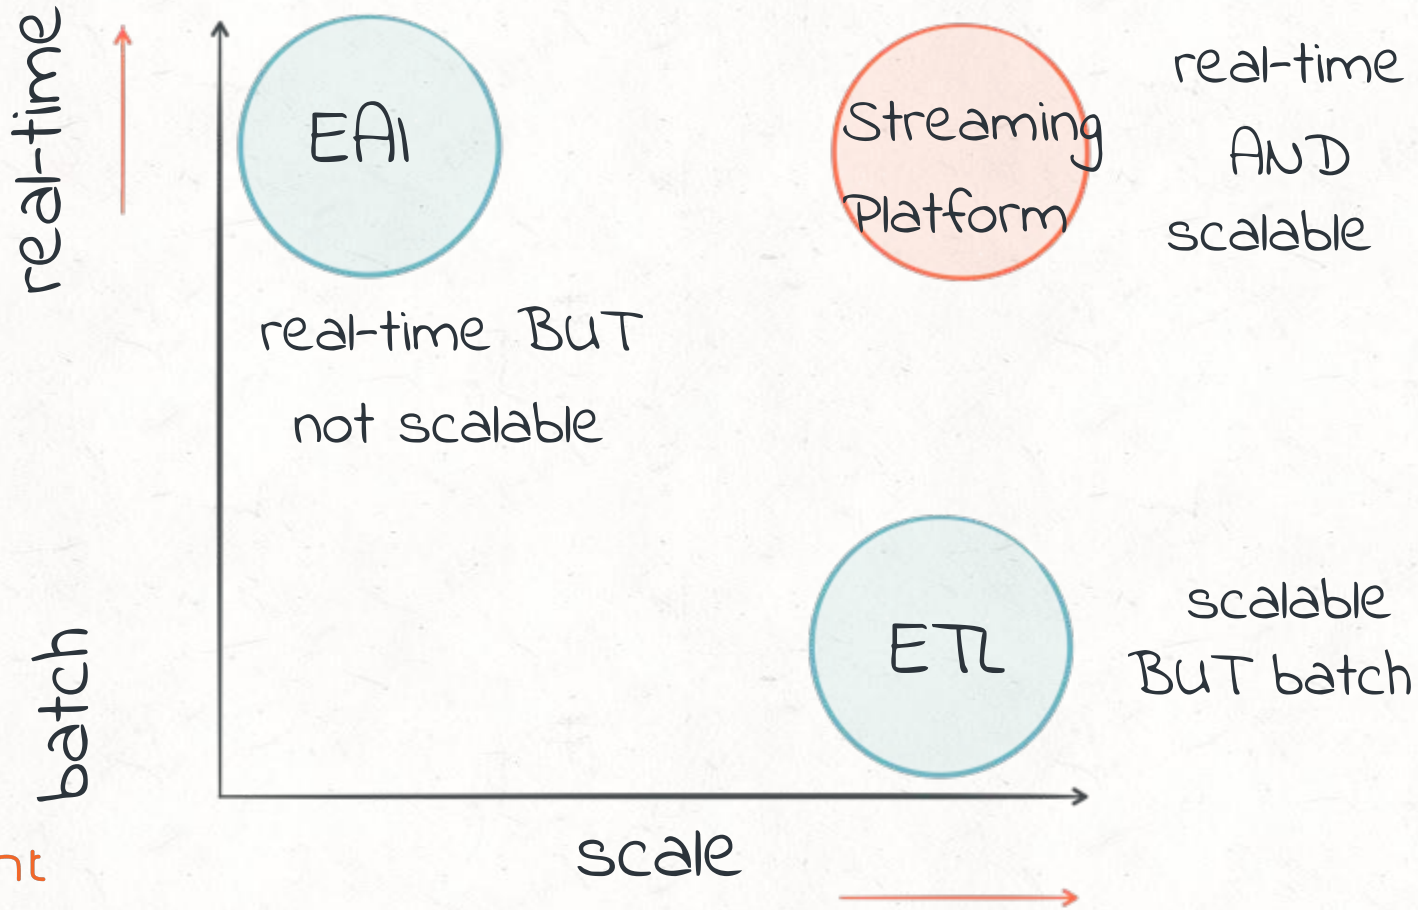 real-time
EAI
Streaming
Platform
real-time
AND
scalable
real-time BUT
not scalable
batch
ETL
scalable
BUT batch
scale
nt